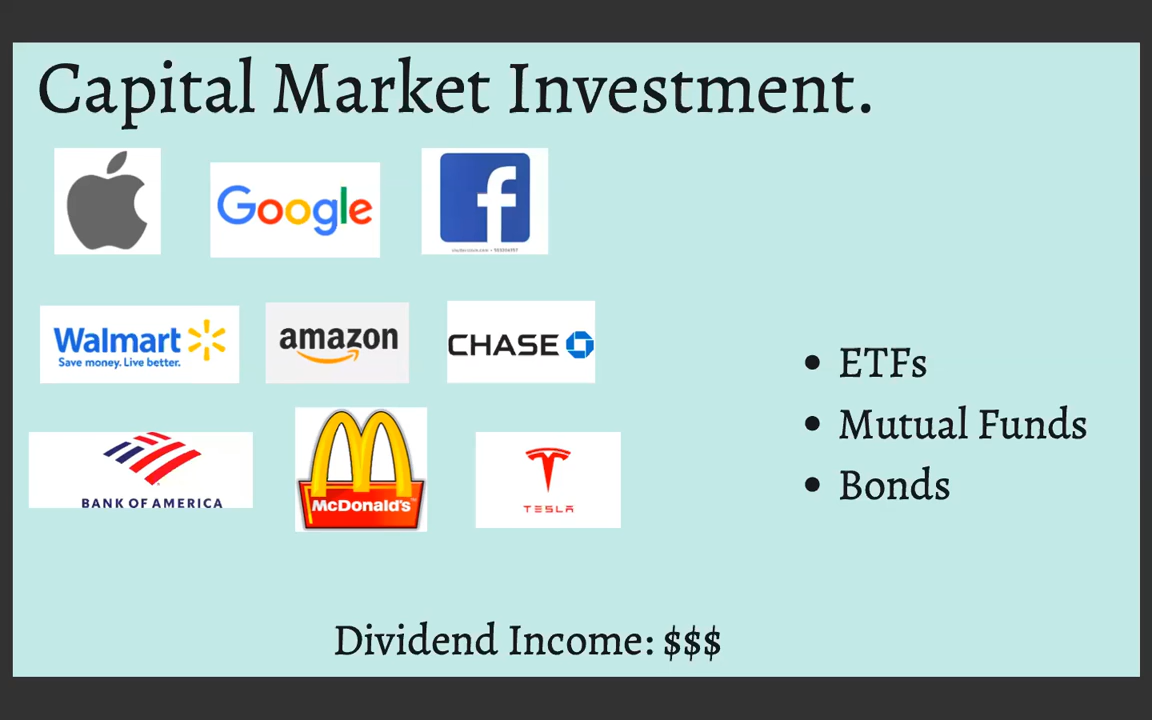 Capital Market Investment.
Google
Walmart
Save money. Live better.
amazon
CHASE
BANK OF AMERICA
McDonald's™
TESLA
• ETFs
• Mutual Funds
• Bonds
Dividend Income: $$$